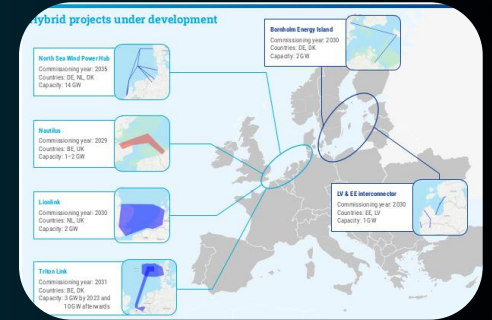 Hybrid projects under development
North Sea Wind Power Hub
Commissioning year: 2035
Countries: DE, NL, DK
Capacity: 14 GW
Nautilus
Commissioning year: 2029
Countries: BE, UK
Capacity: 1–2 GW
Lionlink
Commissioning year: 2030
Countries: NL, UK
Capacity: 2 GW
Triton Link
Commissioning year: 2031
Countries: BE, DK
Capacity: 3 GW by 2023 and
10 GW afterwards
Bornholm Energy Island
Commissioning year: 2030
Countries: DE, DK
Capacity: 2 GW
LV & EE interconnector
Commissioning year: 2030
Countries: EE, LV
Capacity: 1 GW